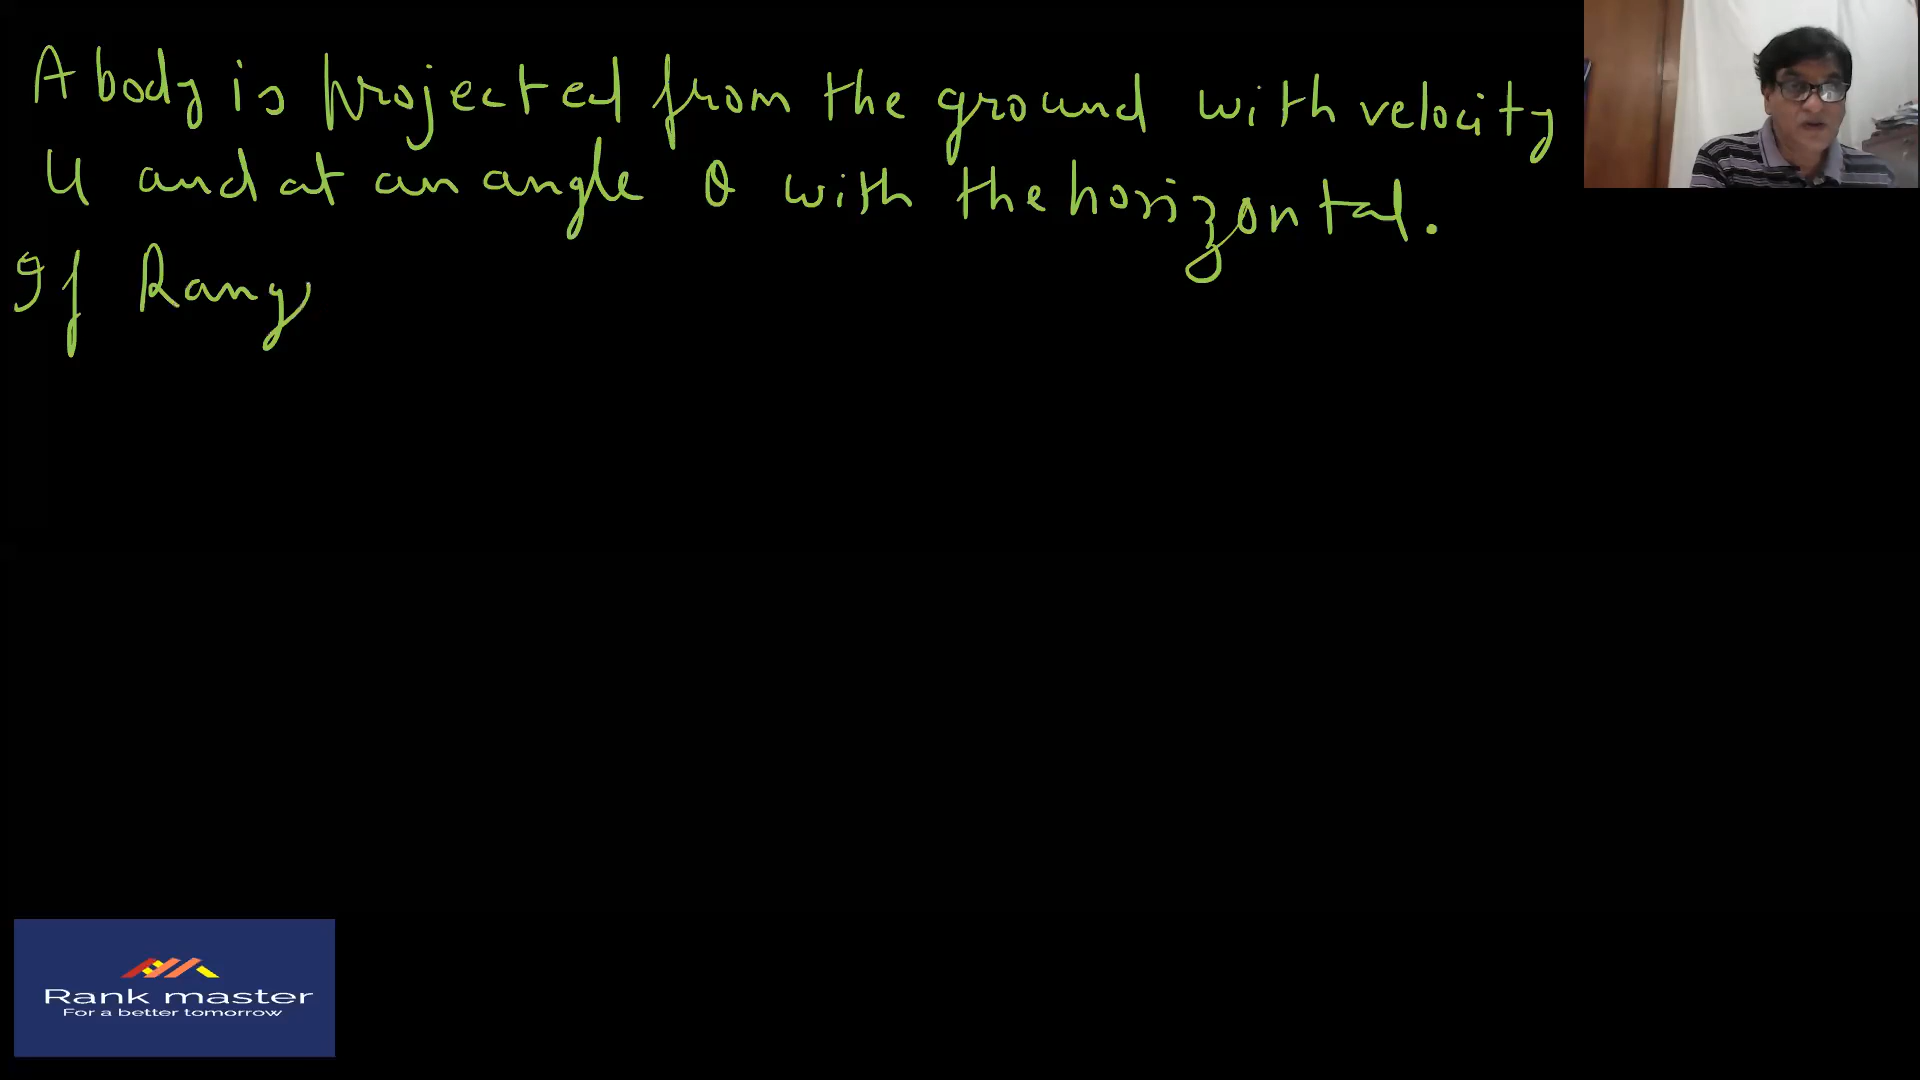 A body is projected from the ground with velocity
u and at an angle θ with the horizontal.
If Rang
Rank master
For a better tomorrow